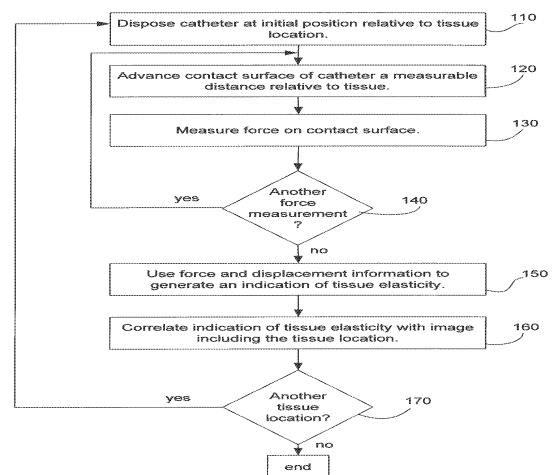 Dispose catheter at initial position relative to tissue
location.
110
Advance contact surface of catheter a measurable
distance relative to tissue.
120
Measure force on contact surface.
130
Another
force
measurement
?
140
yes
no
Use force and displacement information to
generate an indication of tissue elasticity.
150
Correlate indication of tissue elasticity with image
including the tissue location.
160
Another
tissue
location?
170
yes
no
end